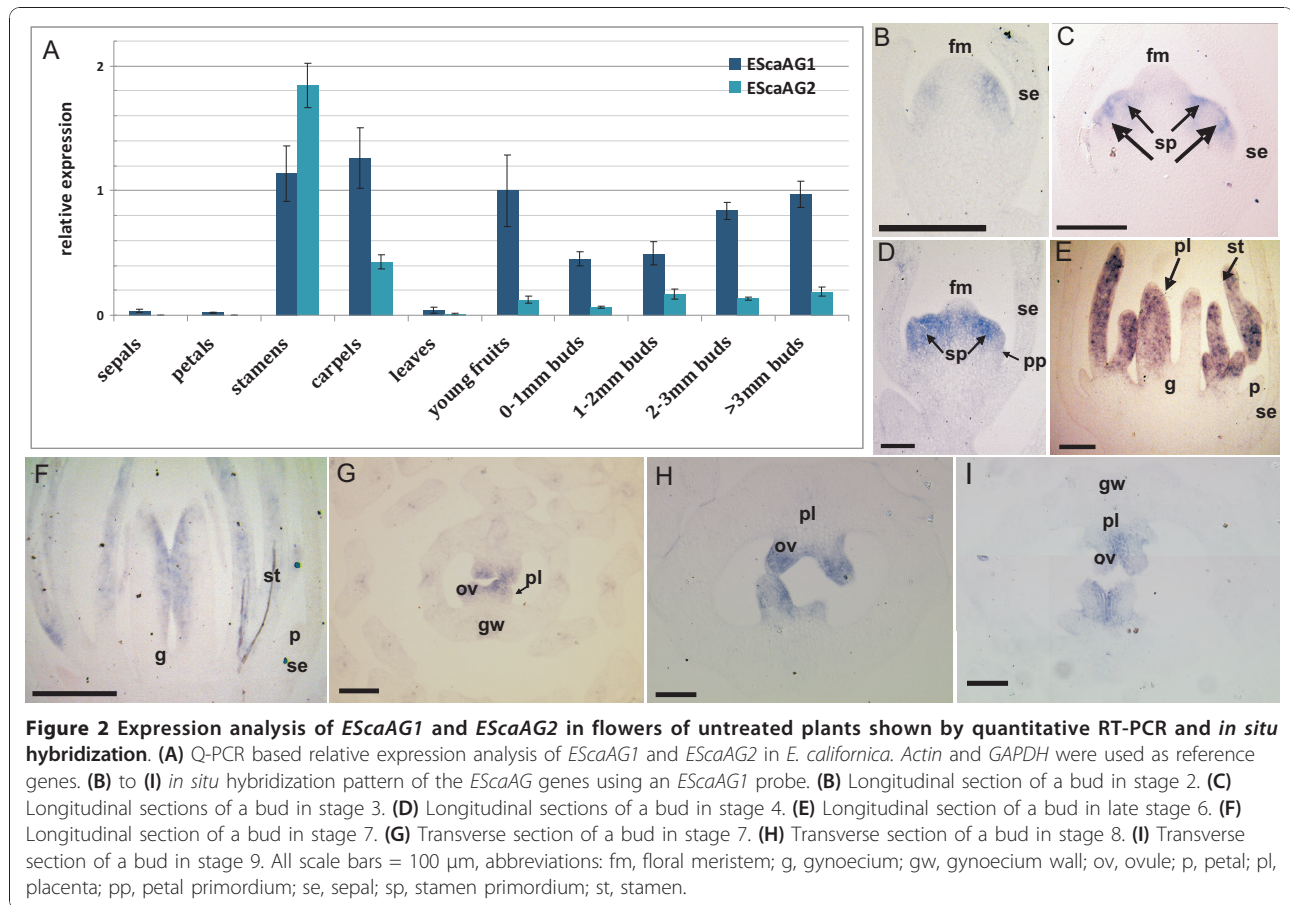 A
relative expression
2
1
0
EScaAG1
EScaAG2
sepals
petals
stamens
carpels
leaves
young fruits
0-1mm buds
1-2mm buds
2-3mm buds
>3mm buds
B
fm
se
C
fm
sp
se
D
fm
se
sp
pp
E
pl
st
g
p
se
F
st
g
p
se
G
ov
pl
gw
H
pl
ov
I
gw
pl
ov
Figure 2 Expression analysis of EScaAG1 and EScaAG2 in flowers of untreated plants shown by quantitative RT-PCR and in situ
hybridization. (A) Q-PCR based relative expression analysis of EScaAG1 and EScaAG2 in E. californica. Actin and GAPDH were used as reference
genes. (B) to (I) in situ hybridization pattern of the EScaAG genes using an EScaAG1 probe. (B) Longitudinal section of a bud in stage 2. (C)
Longitudinal sections of a bud in stage 3. (D) Longitudinal sections of a bud in stage 4. (E) Longitudinal section of a bud in late stage 6. (F)
Longitudinal section of a bud in stage 7. (G) Transverse section of a bud in stage 7. (H) Transverse section of a bud in stage 8. (I) Transverse
section of a bud in stage 9. All scale bars = 100 μm, abbreviations: fm, floral meristem; g, gynoecium; gw, gynoecium wall; ov, ovule; p, petal; pl,
placenta; pp, petal primordium; se, sepal; sp, stamen primordium; st, stamen.